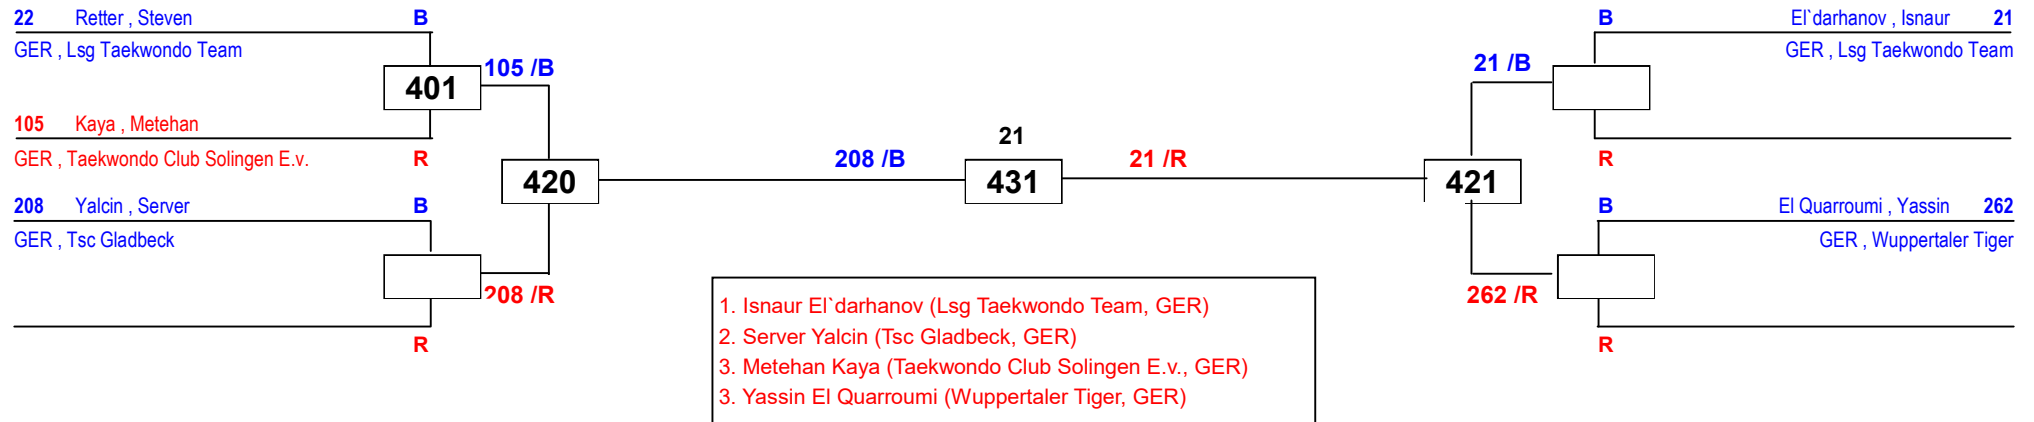 22 Retter , Steven B
GER , Lsg Taekwondo Team
105 /B
401
105 Kaya , Metehan
GER , Taekwondo Club Solingen E.v. R
420
208 Yalcin , Server B
GER , Tsc Gladbeck
208 /R
R
208 /B
21
431
21 /R
B El`darhanov , Isnaur 21
GER , Lsg Taekwondo Team
21 /B
R
421
B El Quarroumi , Yassin 262
GER , Wuppertaler Tiger
262 /R
R
1. Isnaur El`darhanov (Lsg Taekwondo Team, GER)
2. Server Yalcin (Tsc Gladbeck, GER)
3. Metehan Kaya (Taekwondo Club Solingen E.v., GER)
3. Yassin El Quarroumi (Wuppertaler Tiger, GER)